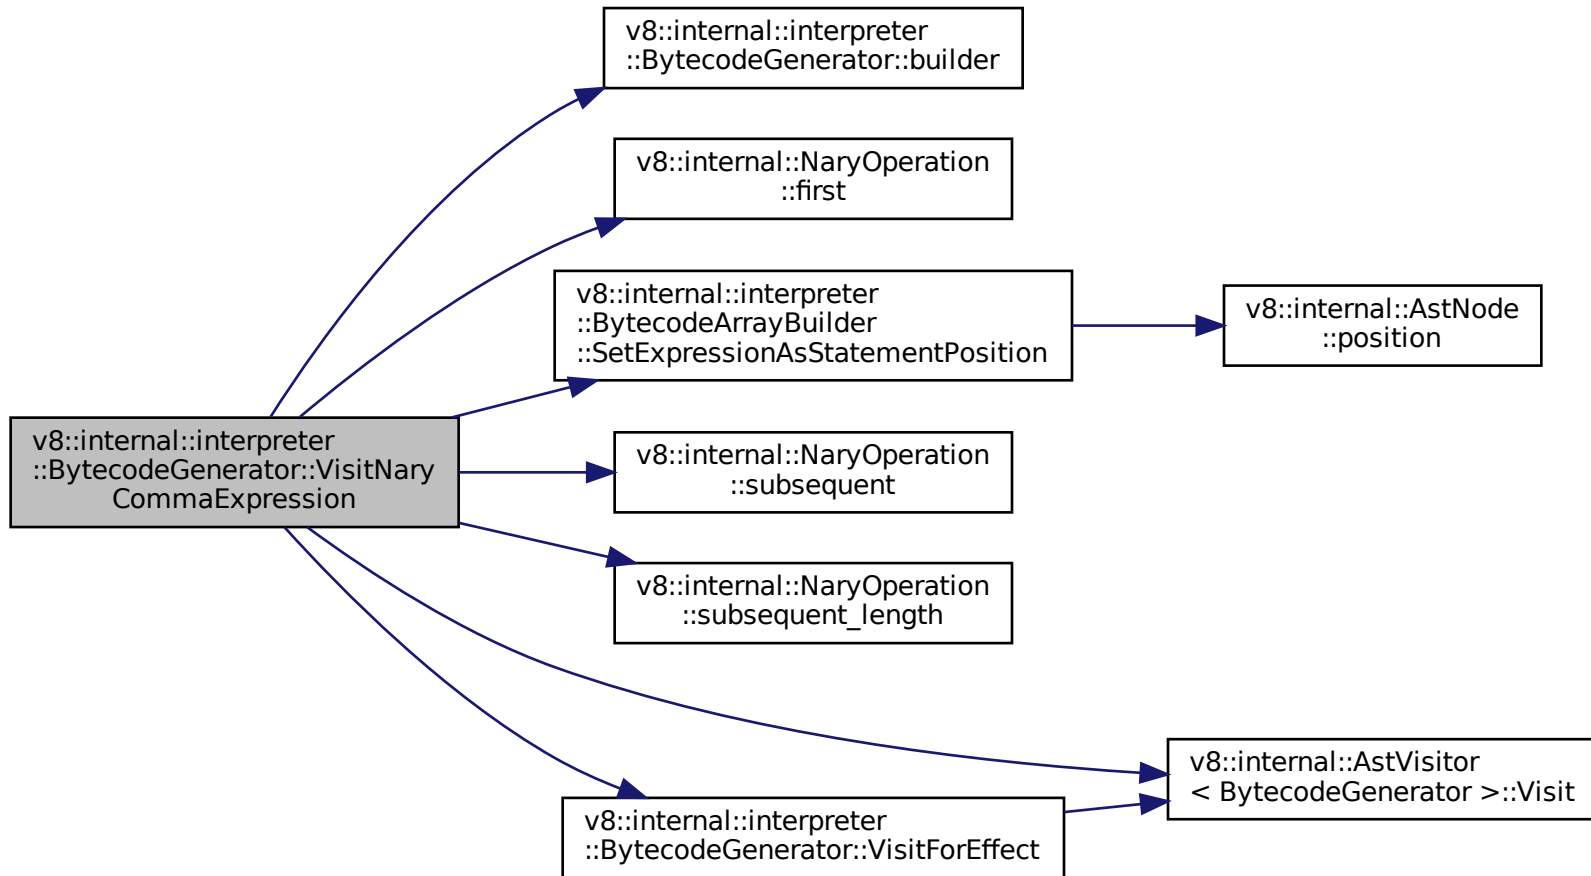 v8::internal::interpreter
::BytecodeGenerator::builder
v8::internal::NaryOperation
::first
v8::internal::interpreter
::BytecodeArrayBuilder
::SetExpressionAsStatementPosition
v8::internal::AstNode
::position
v8::internal::interpreter
::BytecodeGenerator::VisitNary
CommaExpression
v8::internal::NaryOperation
::subsequent
v8::internal::NaryOperation
::subsequent_length
v8::internal::AstVisitor
< BytecodeGenerator >::Visit
v8::internal::interpreter
::BytecodeGenerator::VisitForEffect